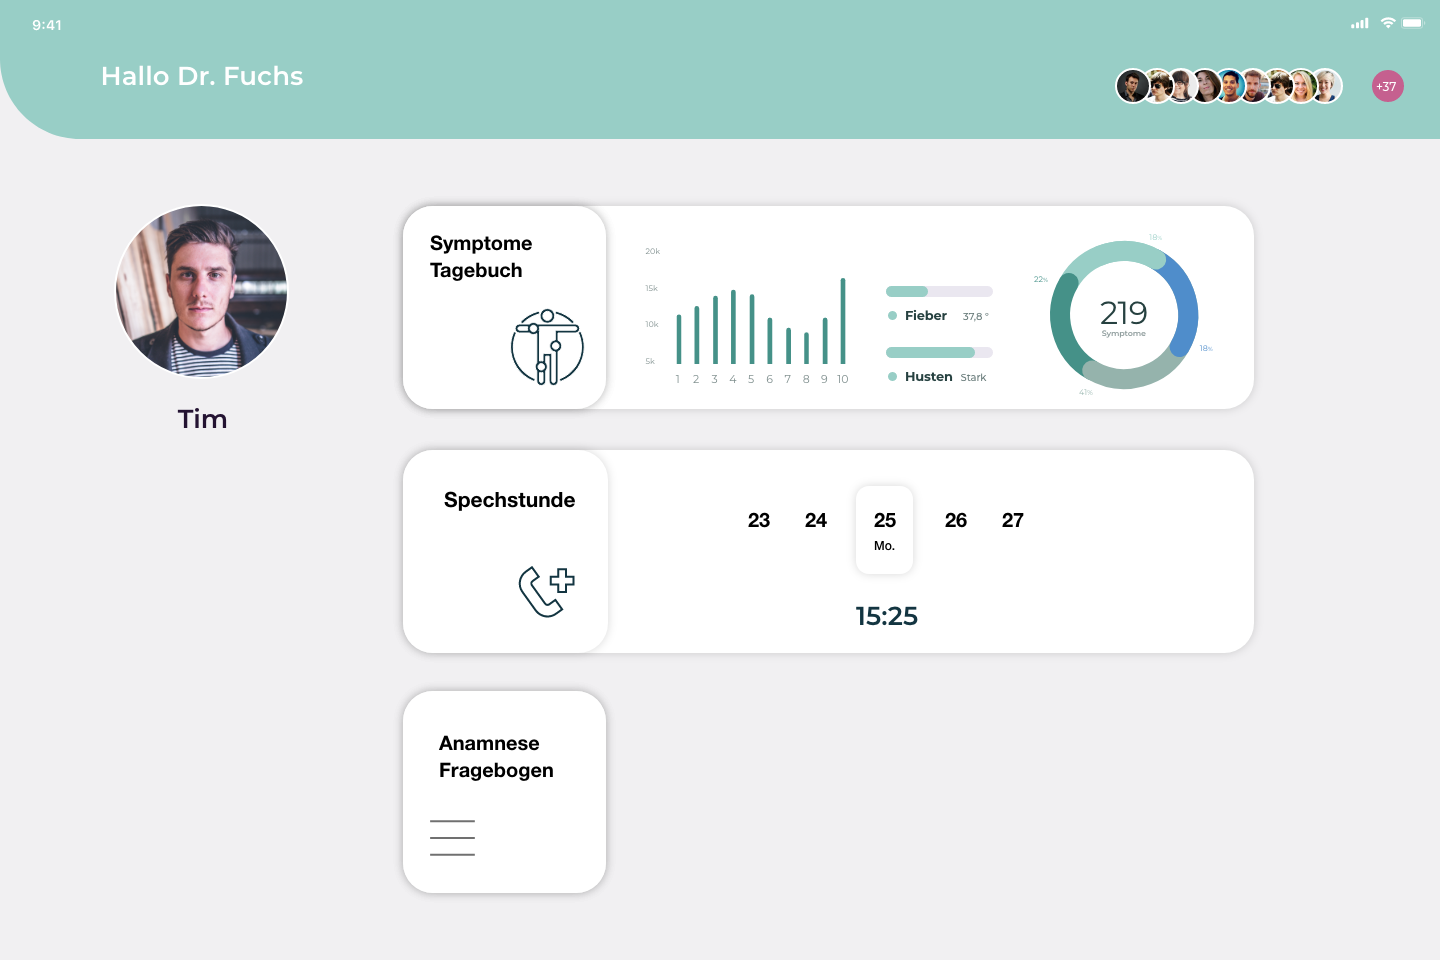 9:41
Hallo Dr. Fuchs
+37
Tim
Symptome
Tagebuch
20k
15k
10k
5k
1 2 3 4 5 6 7 8 9 10
Fieber 37,8 °
Husten Stark
18%
22%
219
Symptome
18%
41%
Spechstunde
23 24 25 26 27
Mo.
15:25
Anamnese
Fragebogen